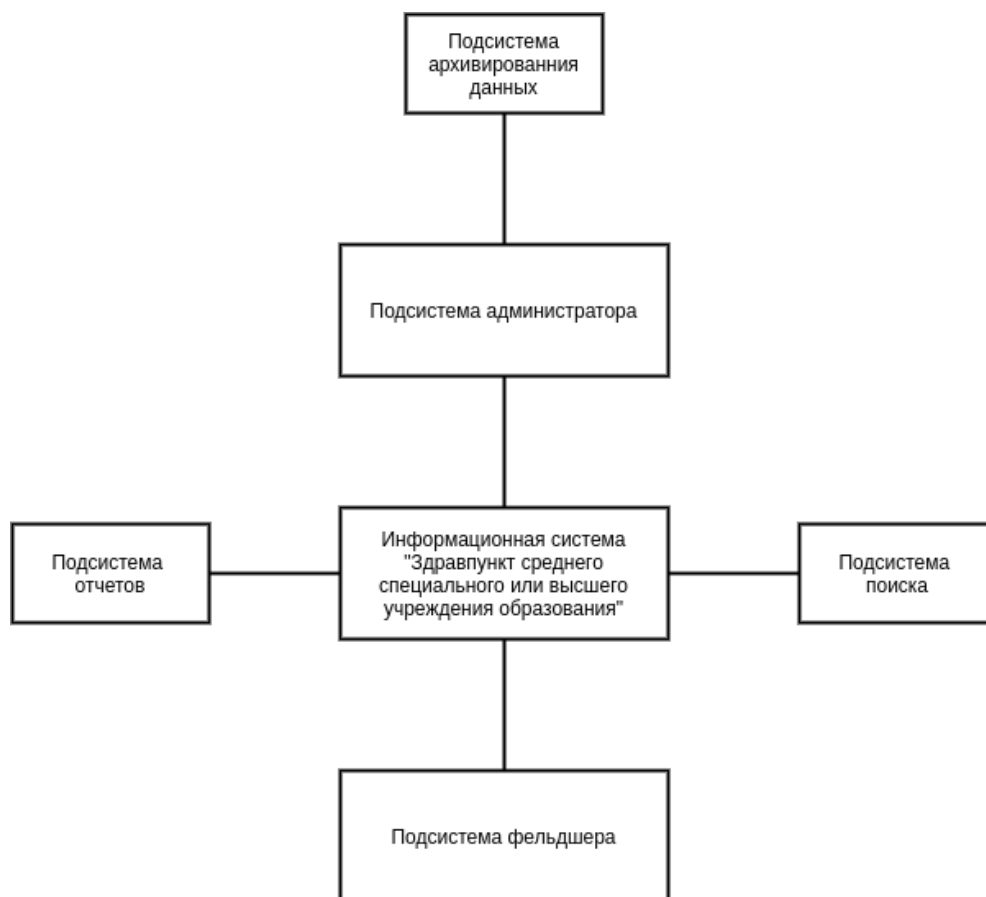 Подсистема
архивированния
данных
Подсистема администратора
Подсистема
отчетов
Информационная система
"Здравпункт среднего
специального или высшего
учреждения образования"
Подсистема
поиска
Подсистема фельдшера